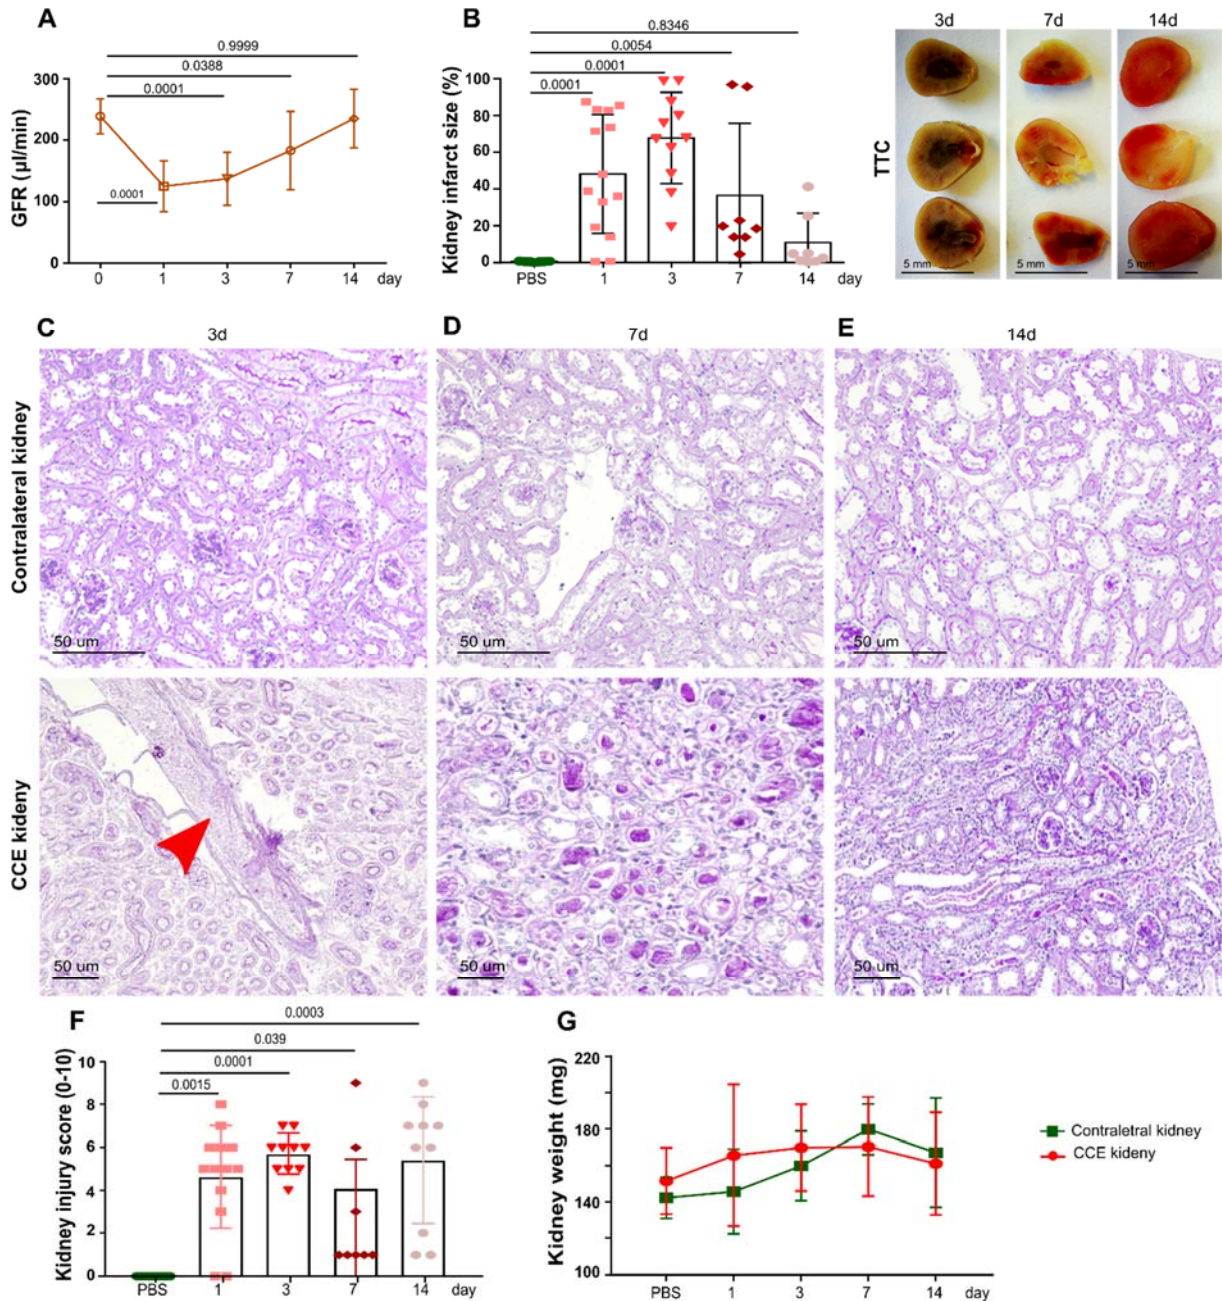 A
0.9999
0.0388
0.0001
0.0001
GFR (µl/min)
300
200
100
0
0 1 3 7 14 day
B
0.8346
0.0054
0.0001
0.0001
Kidney infarct size (%)
100
80
60
40
20
0
PBS 1 3 7 14 day
3d 7d 14d
TTC
5 mm 5 mm 5 mm
C 3d D 7d E 14d
Contralateral kidney
50 um 50 um 50 um
CCE kideny
50 um 50 um 50 um
F
0.0003
0.039
0.0001
0.0015
Kidney injury score (0-10)
10
8
6
4
2
0
PBS 1 3 7 14 day
G
Kidney weight (mg)
220
180
140
100
PBS 1 3 7 14 day
Contraletral kidney
CCE kideny